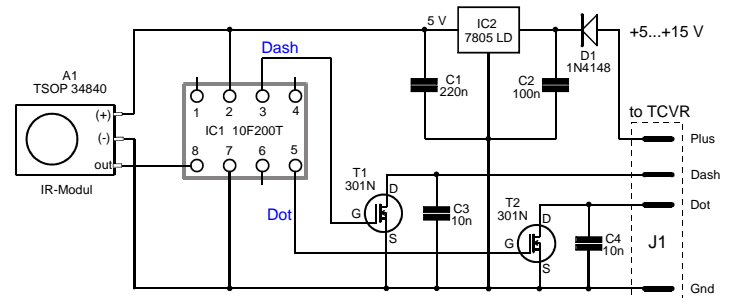 5 V
IC2
7805 LD
+5...+15 V
D1
1N4148
Dash
A1
TSOP 34840
C1
220n
C2
100n
(+)
1
2
3
4
to TCVR
(-)
IC1 10F200T
Plus
out
8
7
6
5
IR-Modul
T1
301N
D
Dash
T2
301N
Dot
Dot
G
C3
10n
D
S
G
C4
10n
J1
S
Gnd